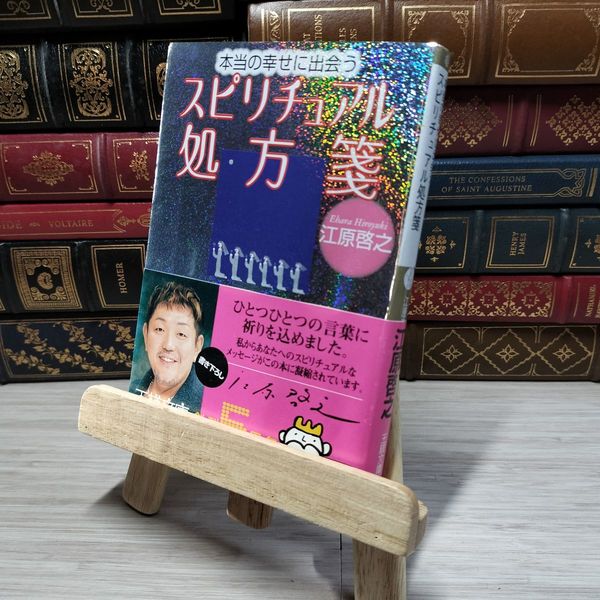 本当の幸せに出会う
スピリチュアル
処方箋
Ehara Hiroyuki
江原啓之
ひとつひとつの言葉に
祈りを込めました。
私からあなたへのスピリチュアルな
メッセージがこの本に凝縮されています。
書き下ろし
江原啓之
スピリチュアル処方箋
江原啓之
THE CONFESSIONS
OF SAINT AUGUSTINE
VOLTAIRE
HOMER
HENRY
JAMES